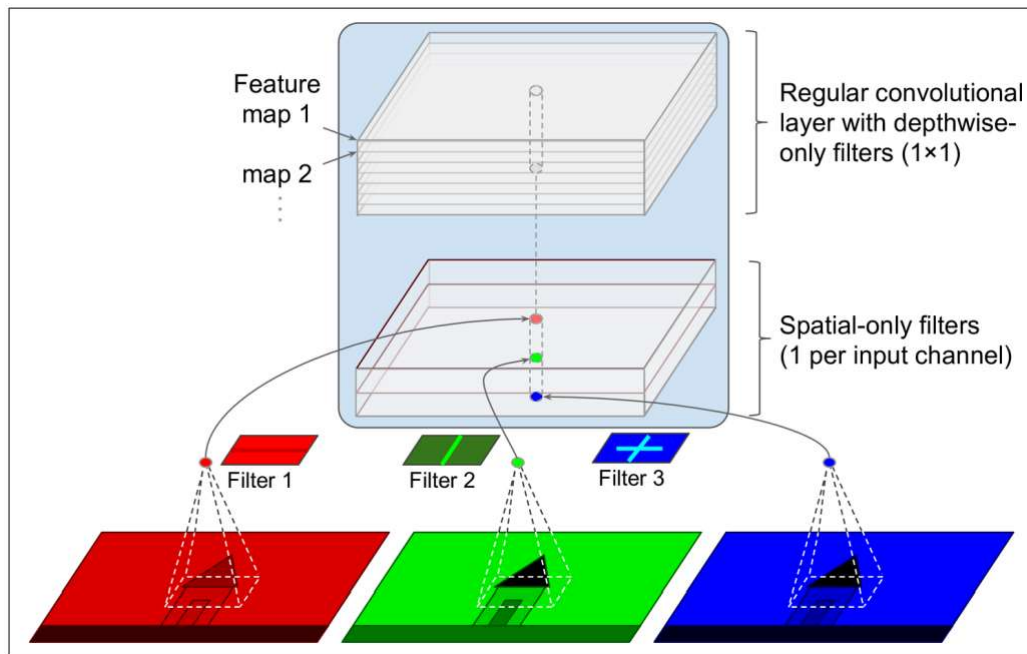 Feature
map 1
map 2
⋮
Regular convolutional
layer with depthwise-
only filters (1×1)
Spatial-only filters
(1 per input channel)
Filter 1
Filter 2
Filter 3